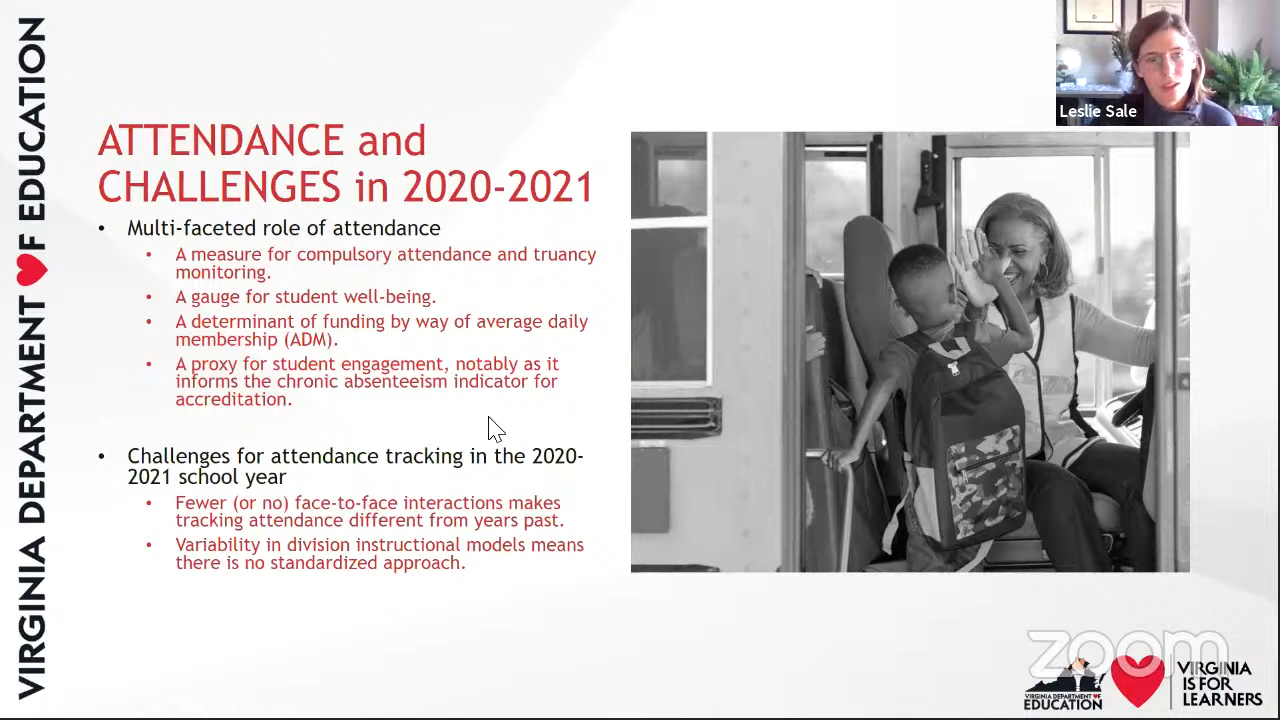 VIRGINIA DEPARTMENT OF EDUCATION
Leslie Sale
ATTENDANCE and
CHALLENGES in 2020-2021
• Multi-faceted role of attendance
• A measure for compulsory attendance and truancy
monitoring.
• A gauge for student well-being.
• A determinant of funding by way of average daily
membership (ADM).
• A proxy for student engagement, notably as it
informs the chronic absenteeism indicator for
accreditation.
• Challenges for attendance tracking in the 2020-
2021 school year
• Fewer (or no) face-to-face interactions makes
tracking attendance different from years past.
• Variability in division instructional models means
there is no standardized approach.
zoom
VIRGINIA DEPARTMENT OF
EDUCATION
VIRGINIA
IS FOR
LEARNERS